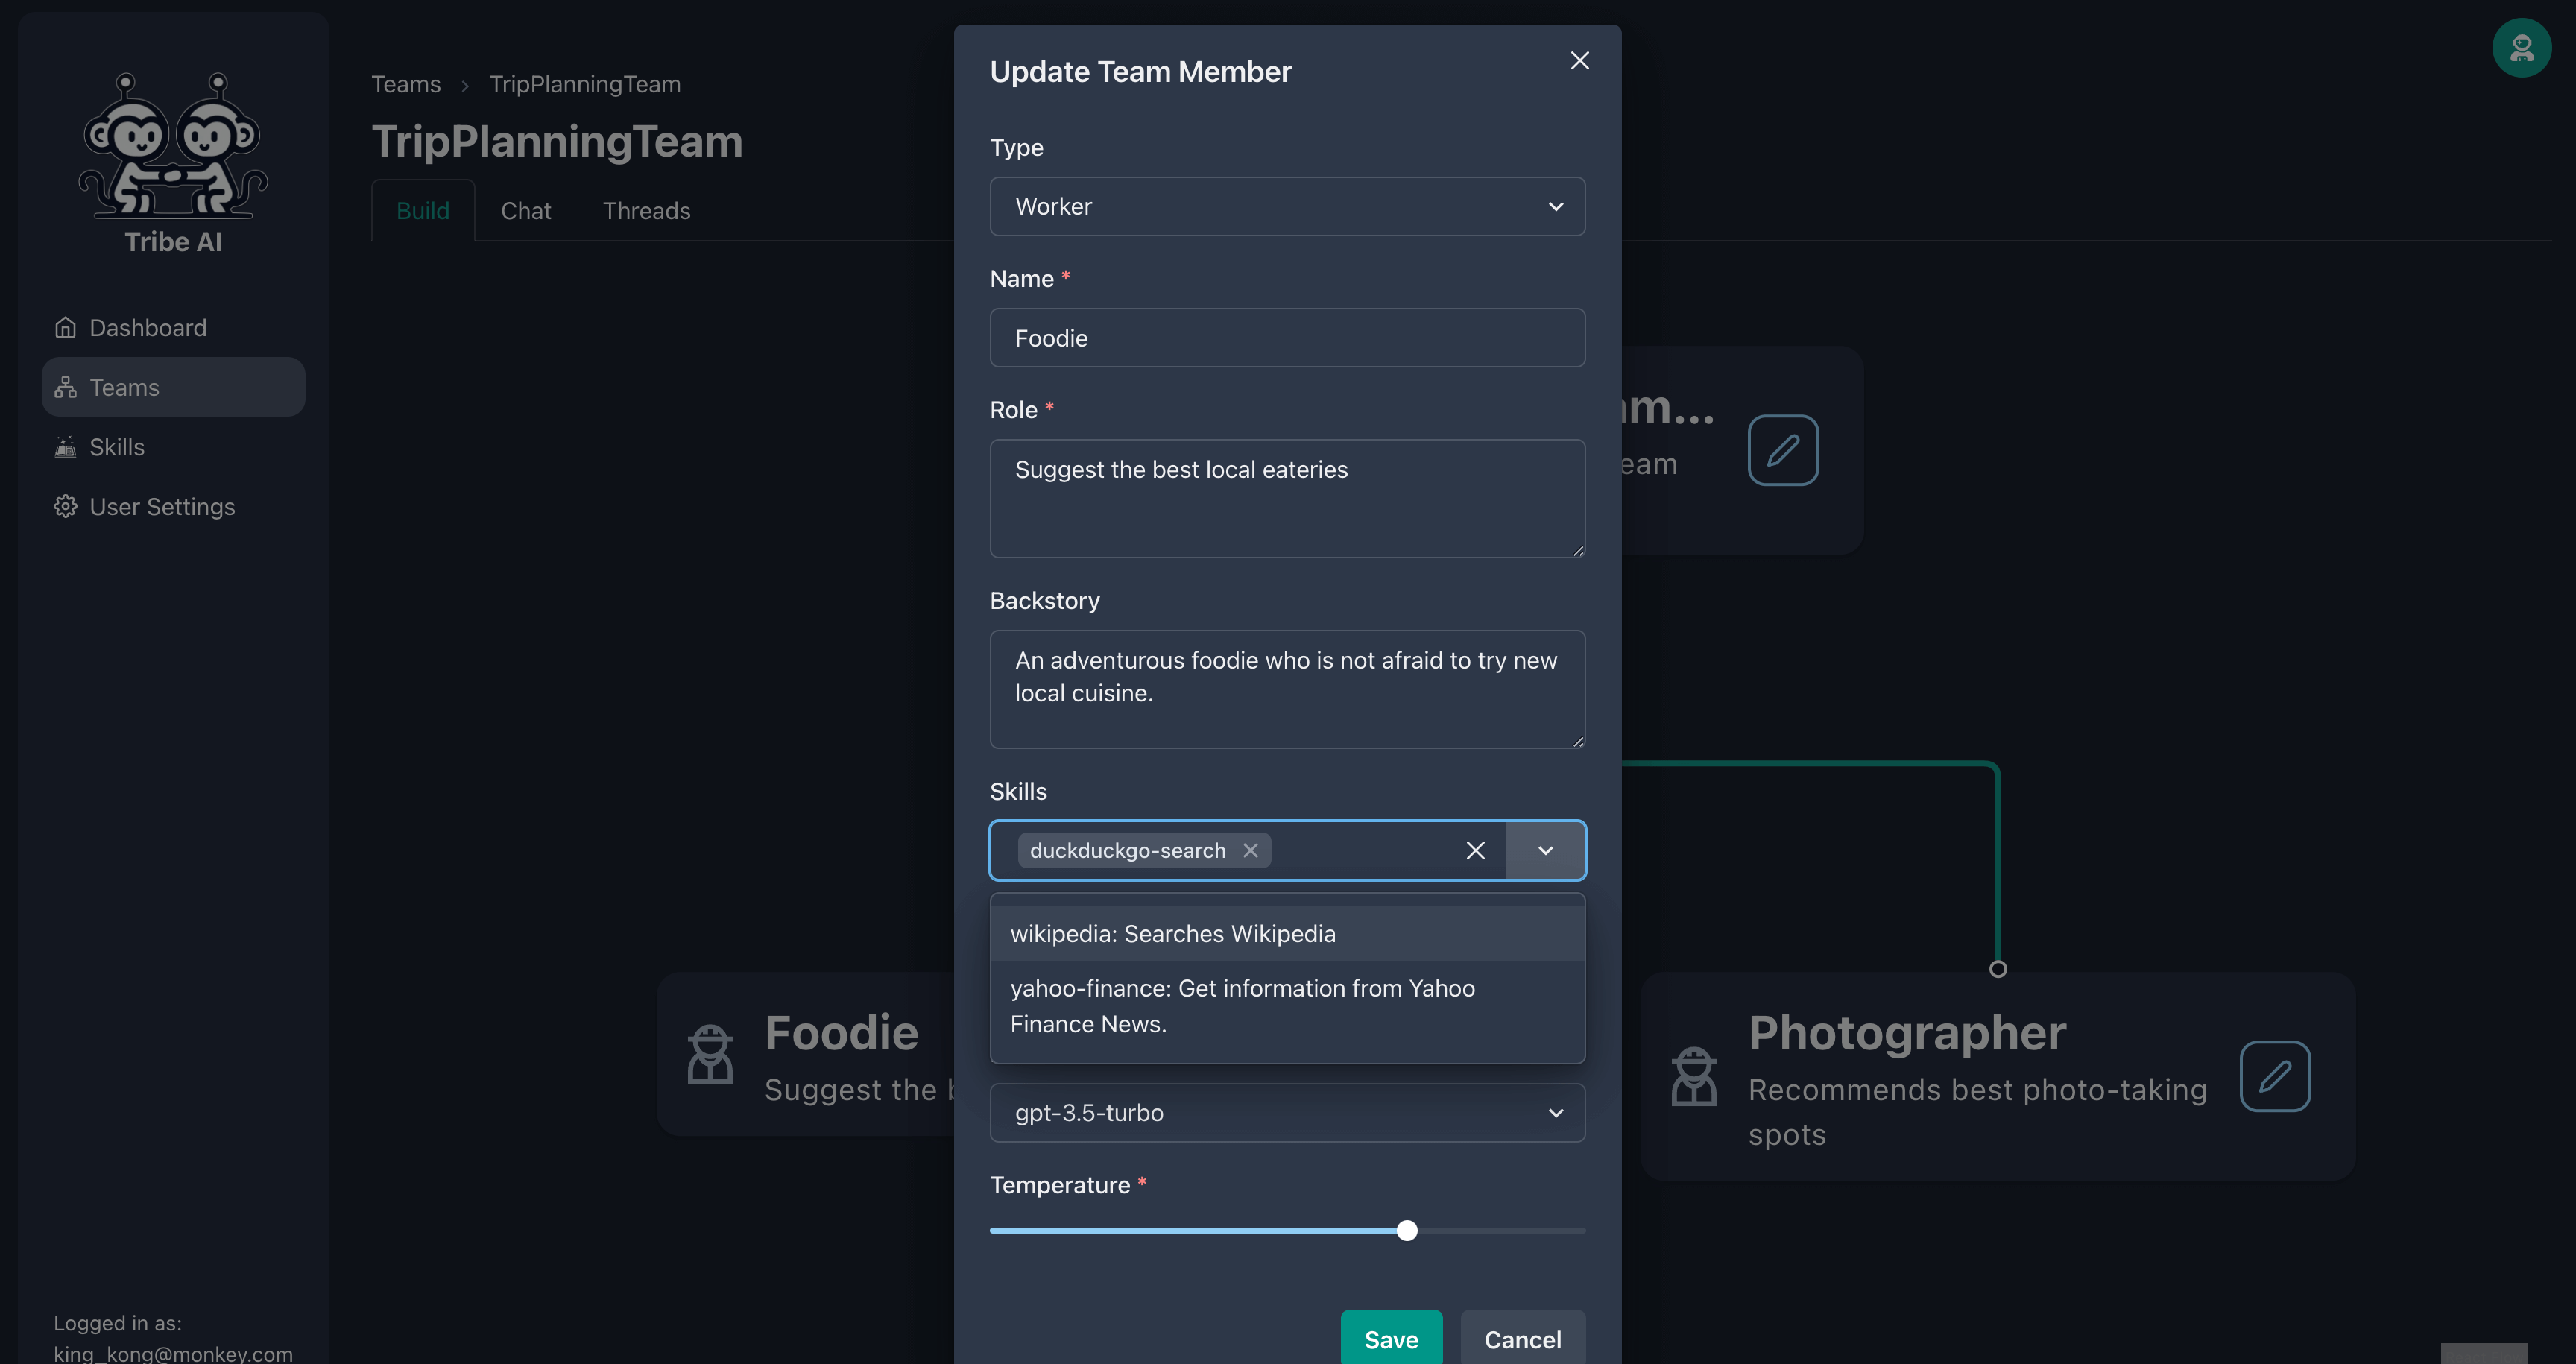 Tribe AI
Dashboard
Teams
Skills
User Settings
Logged in as:
king_kong@monkey.com
Teams > TripPlanningTeam
TripPlanningTeam
Build Chat Threads
Update Team Member
Type
Worker
Name *
Foodie
Role *
Suggest the best local eateries
Backstory
An adventurous foodie who is not afraid to try new
local cuisine.
Skills
duckduckgo-search
wikipedia: Searches Wikipedia
yahoo-finance: Get information from Yahoo
Finance News.
gpt-3.5-turbo
Temperature *
Save Cancel
Foodie
Suggest the
Photographer
Recommends best photo-taking
spots